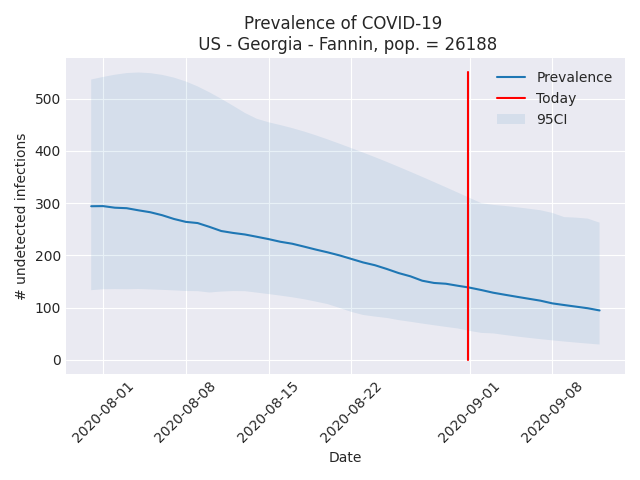 Prevalence of COVID-19
US - Georgia - Fannin, pop. = 26188
Prevalence
Today
95CI
# undetected infections
500
400
300
200
100
0
2020-08-01
2020-08-08
2020-08-15
2020-08-22
2020-09-01
2020-09-08
Date